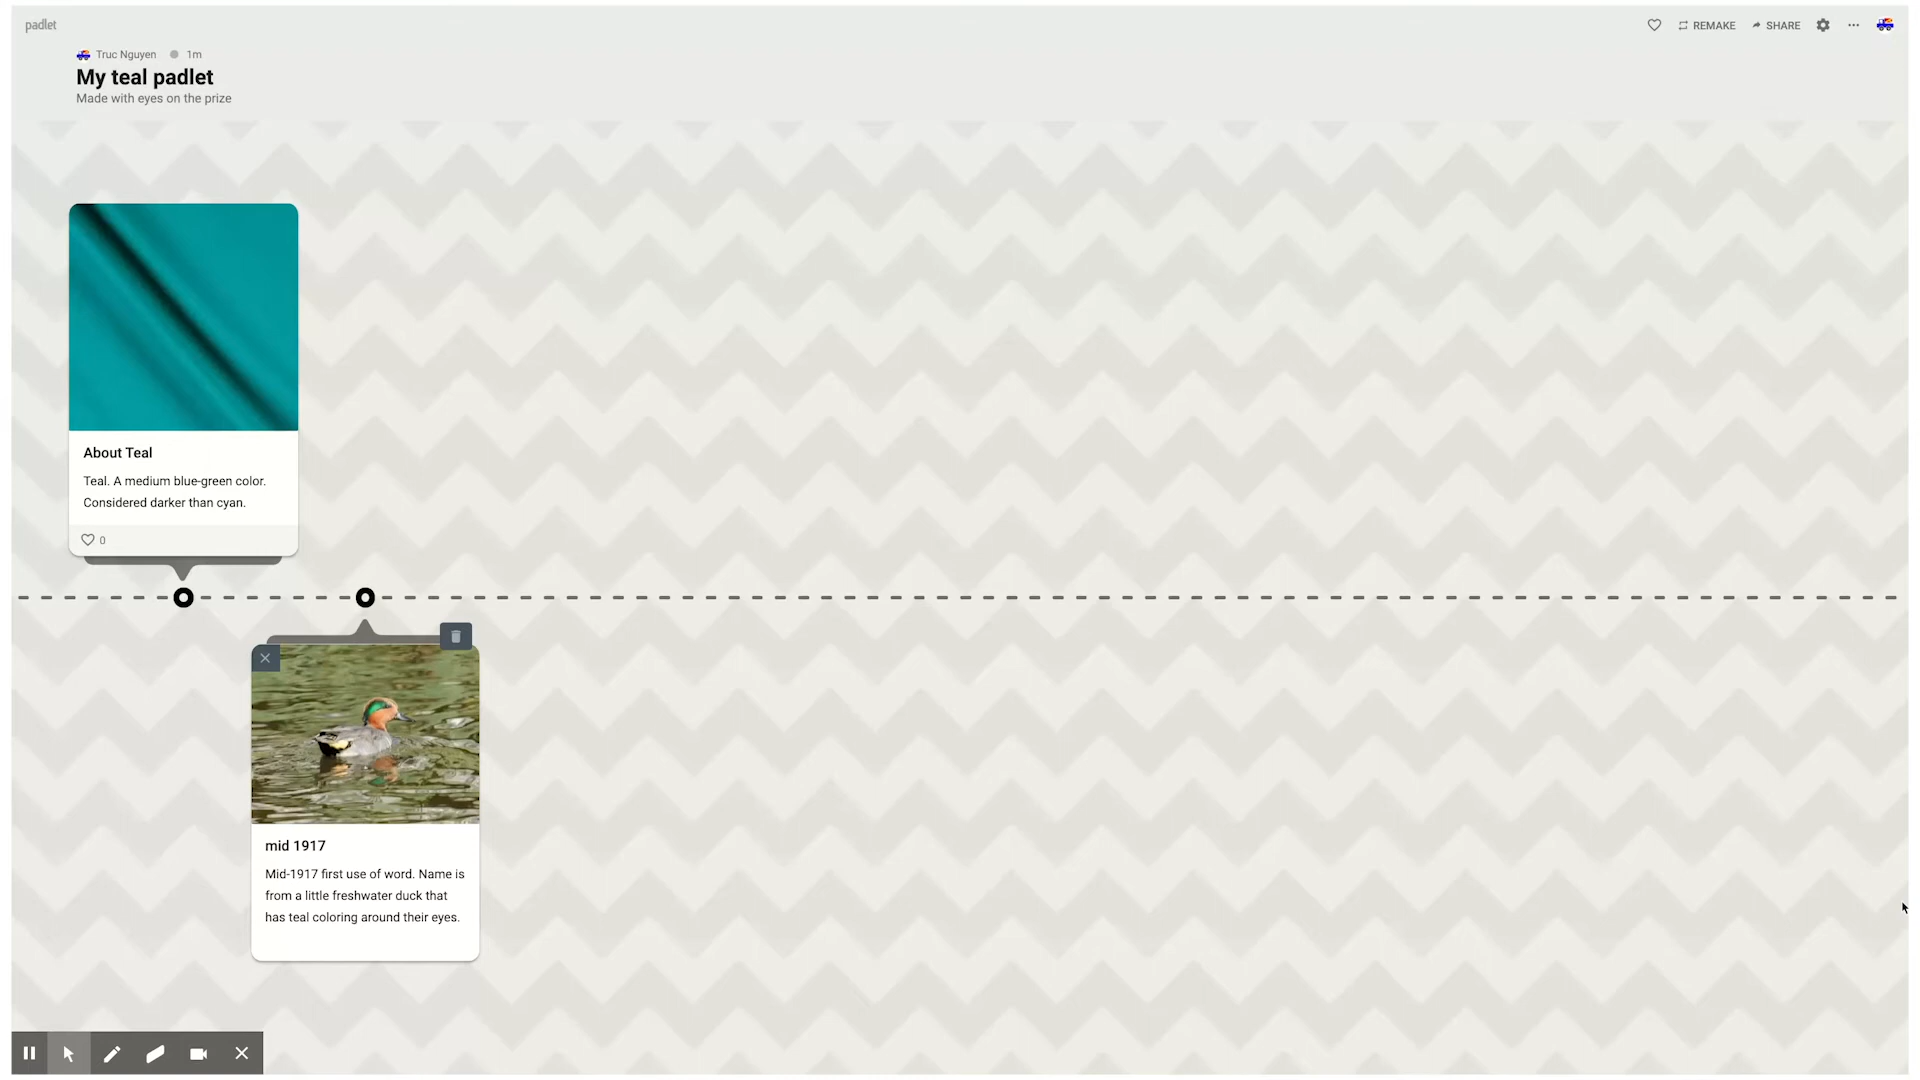 padlet
REMAKE
SHARE
Truc Nguyen 1m
My teal padlet
Made with eyes on the prize
About Teal
Teal. A medium blue-green color.
Considered darker than cyan.
0
mid 1917
Mid-1917 first use of word. Name is
from a little freshwater duck that
has teal coloring around their eyes.